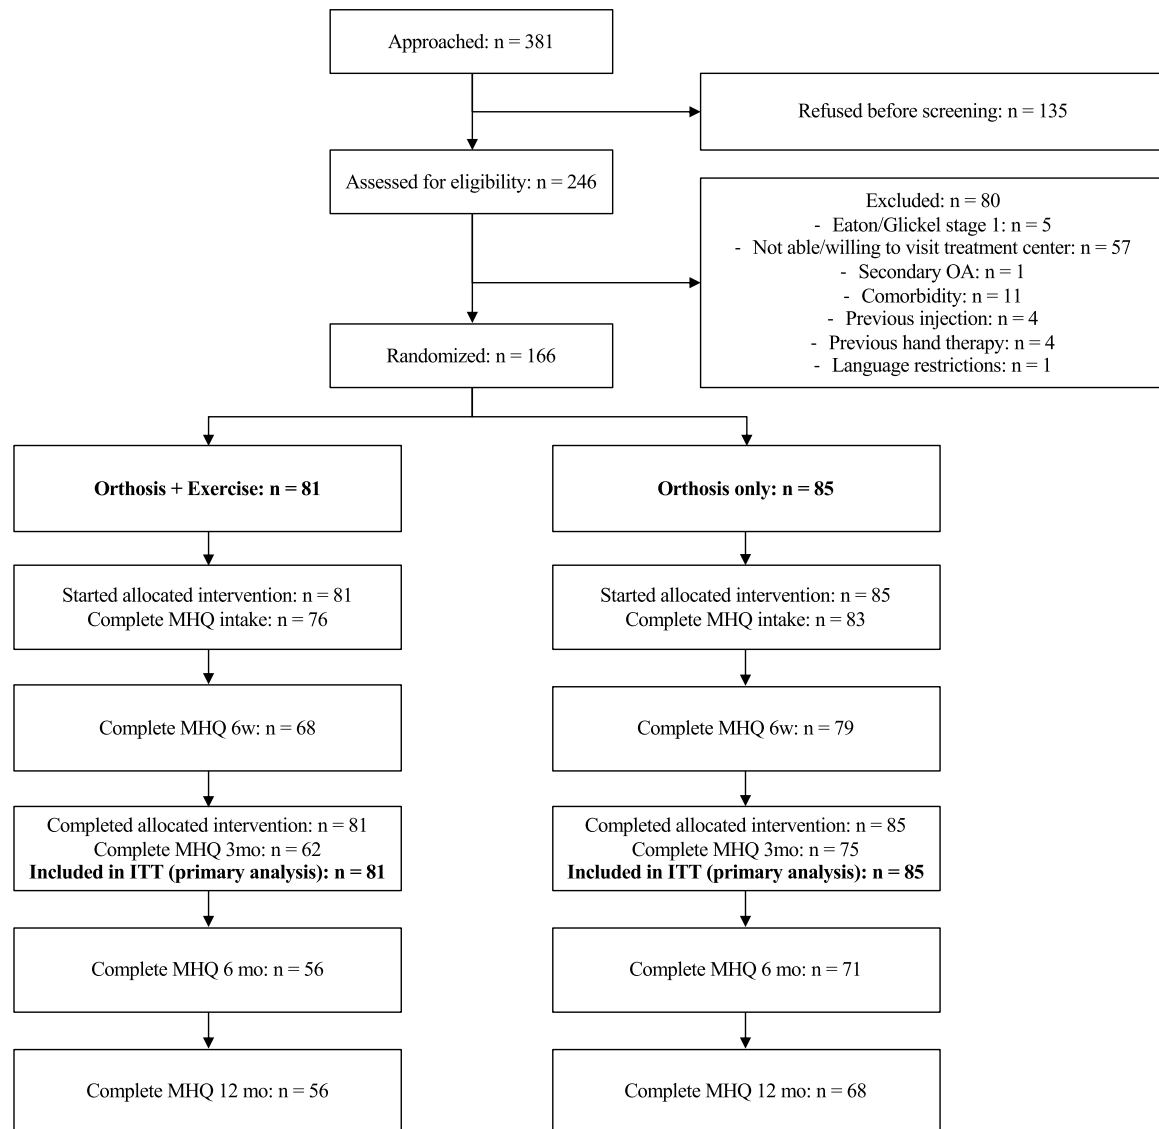 Approached: n = 381
Refused before screening: n = 135
Assessed for eligibility: n = 246
Excluded: n = 80
- Eaton/Glickel stage 1: n = 5
- Not able/willing to visit treatment center: n = 57
- Secondary OA: n = 1
- Comorbidity: n = 11
- Previous injection: n = 4
- Previous hand therapy: n = 4
- Language restrictions: n = 1
Randomized: n = 166
Orthosis + Exercise: n = 81
Orthosis only: n = 85
Started allocated intervention: n = 81
Complete MHQ intake: n = 76
Started allocated intervention: n = 85
Complete MHQ intake: n = 83
Complete MHQ 6w: n = 68
Complete MHQ 6w: n = 79
Completed allocated intervention: n = 81
Complete MHQ 3mo: n = 62
Included in ITT (primary analysis): n = 81
Completed allocated intervention: n = 85
Complete MHQ 3mo: n = 75
Included in ITT (primary analysis): n = 85
Complete MHQ 6 mo: n = 56
Complete MHQ 6 mo: n = 71
Complete MHQ 12 mo: n = 56
Complete MHQ 12 mo: n = 68